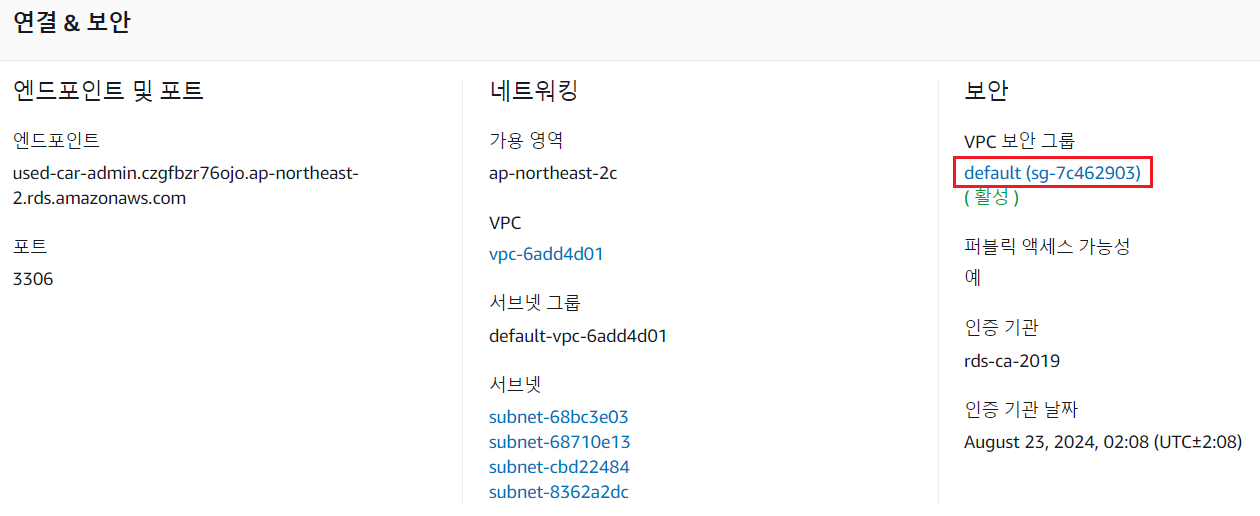 연결 & 보안
엔드포인트 및 포트
엔드포인트
used-car-admin.czgfbzr76ojo.ap-northeast-
2.rds.amazonaws.com
포트
3306
네트워킹
가용 영역
ap-northeast-2c
VPC
vpc-6add4d01
서브넷 그룹
default-vpc-6add4d01
서브넷
subnet-68bc3e03
subnet-68710e13
subnet-cbd22484
subnet-8362a2dc
보안
VPC 보안 그룹
default (sg-7c462903)
( 활성 )
퍼블릭 액세스 가능성
예
인증 기관
rds-ca-2019
인증 기관 날짜
August 23, 2024, 02:08 (UTC±2:08)